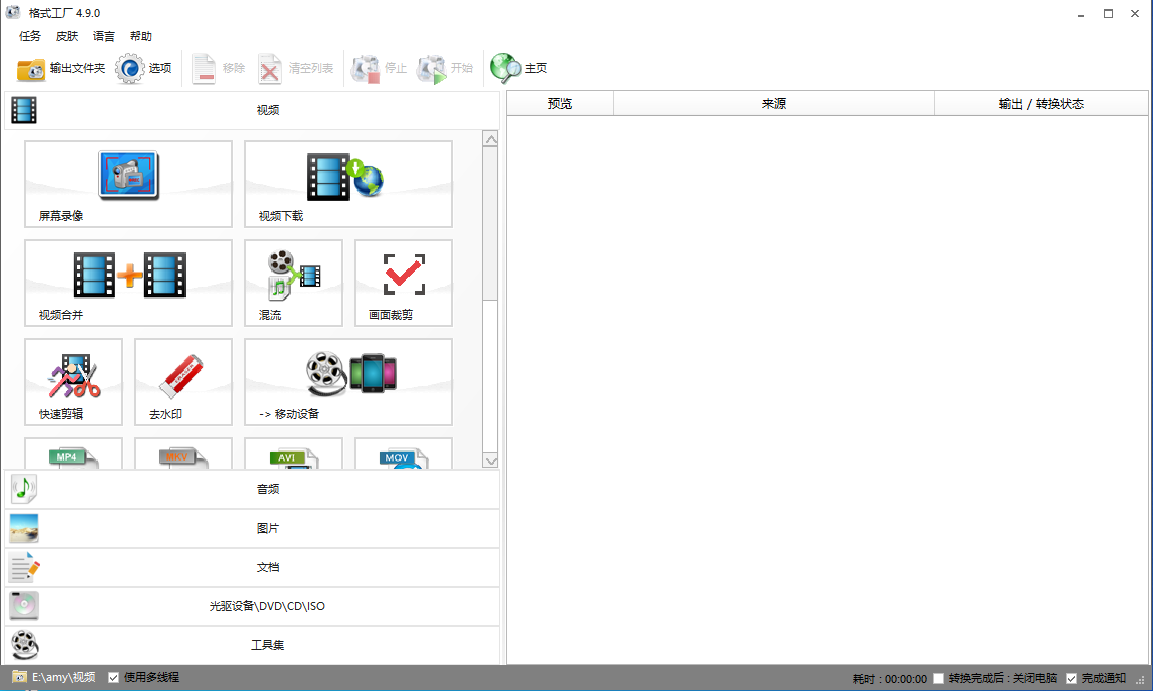 格式工厂 4.9.0
任务 皮肤 语言 帮助
输出文件夹 选项 移除 清空列表 停止 开始 主页
视频
预览 来源 输出 / 转换状态
屏幕录像 视频下载
视频合并 混流 画面裁剪
快速剪辑 去水印 -> 移动设备
MP4 MKV AVI MOV
音频
图片
文档
光驱设备\DVD\CD\ISO
工具集
E:\amy\视频 使用多线程 耗时 : 00:00:00 转换完成后 : 关闭电脑 完成通知